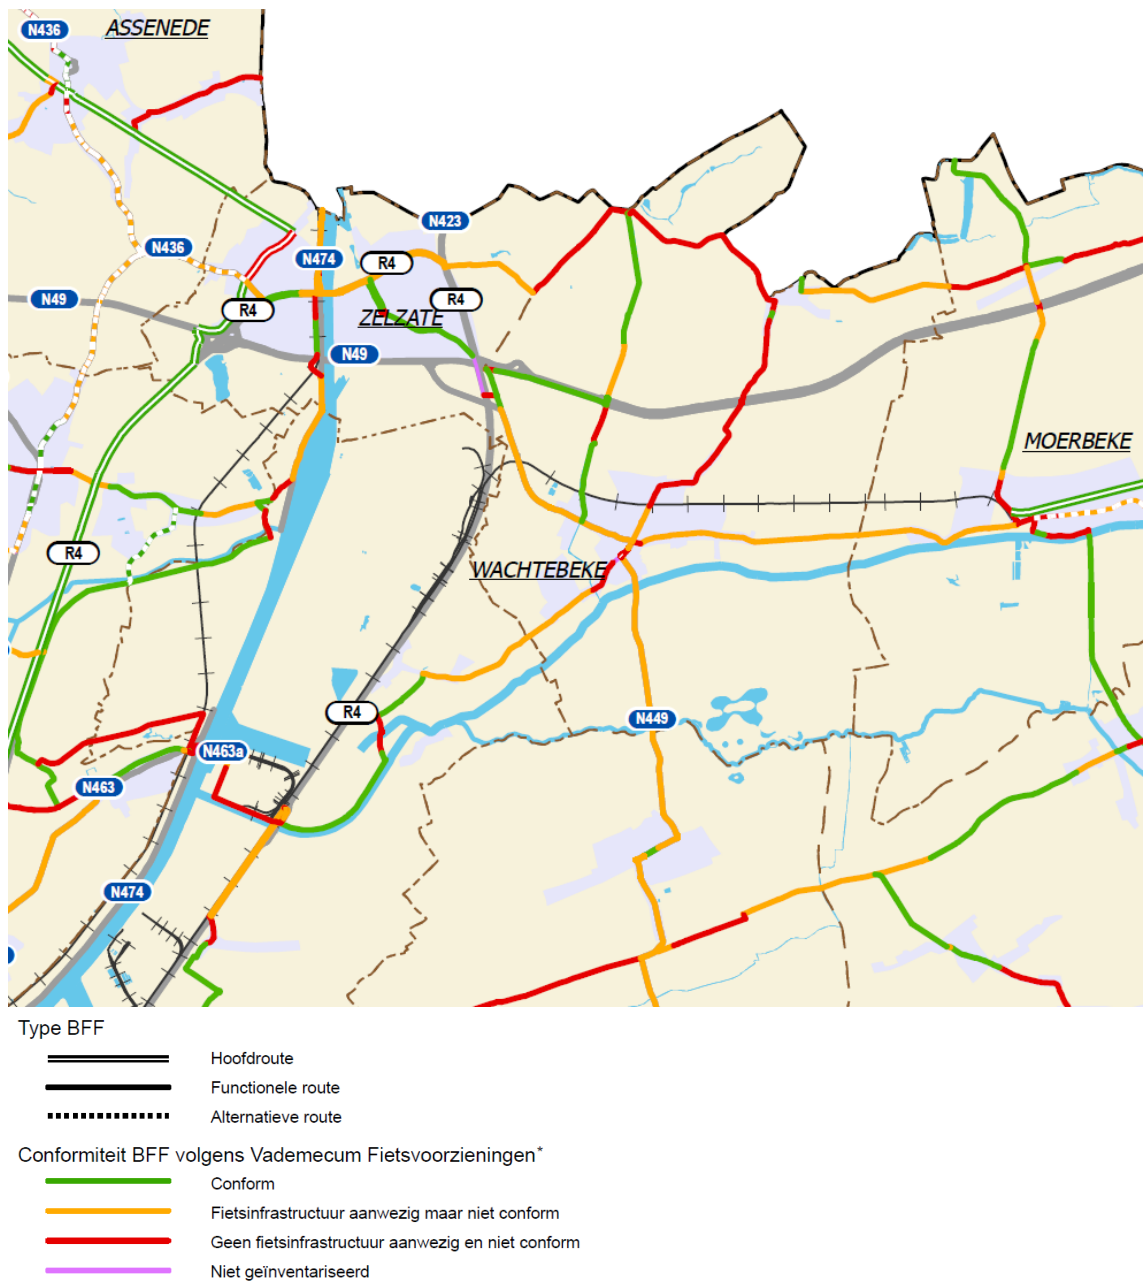 N436
ASSENEDE
N436
N423
N474
R4
N49
R4
R4
ZELZATE
N49
MOERBEKE
R4
WACHTEBEKE
R4
N449
N463a
N463
N474
Type BFF
Hoofdroute
Functionele route
Alternatieve route
Conformiteit BFF volgens Vademecum Fietsvoorzieningen*
Conform
Fietsinfrastructuur aanwezig maar niet conform
Geen fietsinfrastructuur aanwezig en niet conform
Niet geïnventariseerd